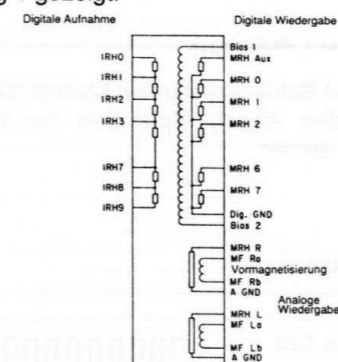 Digitale Aufnahme
Digitale Wiedergabe
IRH0
IRH1
IRH2
IRH3
IRH7
IRH8
IRH9
Bias 1
MRH Aux
MRH 0
MRH 1
MRH 2
MRH 6
MRH 7
Dig. GND
Bias 2
MRH R
MF Ra
Vormagnetisierung
MF Rb
A GND
Analoge
Wiedergabe
MRH L
MF La
MF Lb
A GND